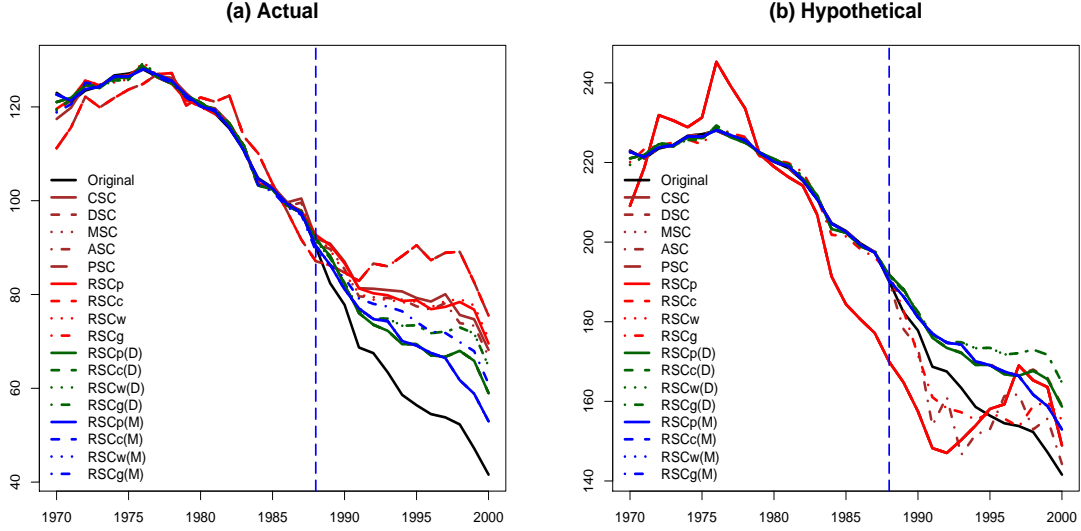 (a) Actual
120
100
80
60
40
1970 1975 1980 1985 1990 1995 2000
Original
CSC
DSC
MSC
ASC
PSC
RSCp
RSCc
RSCw
RSCg
RSCp(D)
RSCc(D)
RSCw(D)
RSCg(D)
RSCp(M)
RSCc(M)
RSCw(M)
RSCg(M)
(b) Hypothetical
240
220
200
180
160
140
1970 1975 1980 1985 1990 1995 2000
Original
CSC
DSC
MSC
ASC
PSC
RSCp
RSCc
RSCw
RSCg
RSCp(D)
RSCc(D)
RSCw(D)
RSCg(D)
RSCp(M)
RSCc(M)
RSCw(M)
RSCg(M)